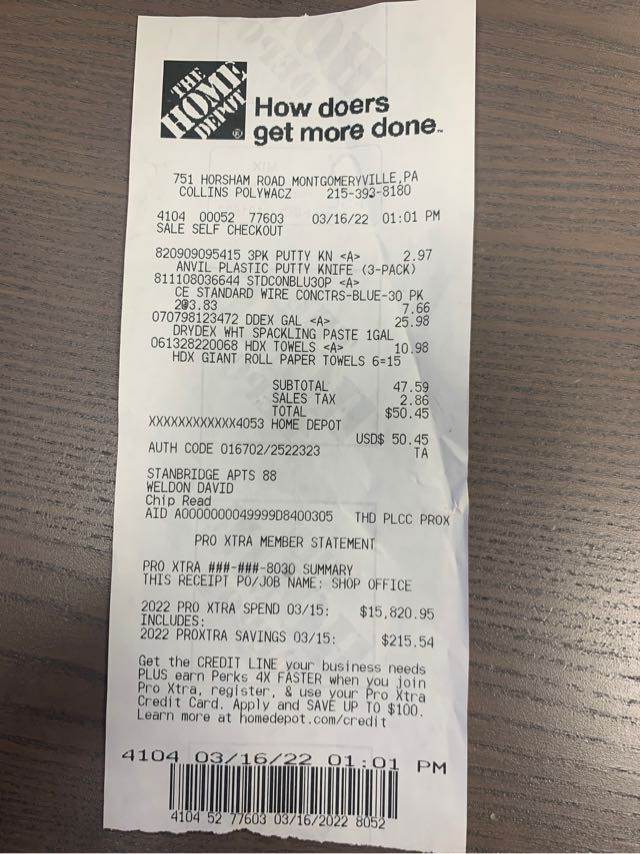 THE
HOME
DEPOT
®
How doers
get more done™
751 HORSHAM ROAD MONTGOMERYVILLE,PA
COLLINS POLYWACZ 215-393-8180
4104 00052 77603 03/16/22 01:01 PM
SALE SELF CHECKOUT
820909095415 3PK PUTTY KN <A> 2.97
ANVIL PLASTIC PUTTY KNIFE (3-PACK)
811108036644 STDCONBLU30P <A>
CE STANDARD WIRE CONCTRS-BLUE-30 PK
2@3.83 7.66
070798123472 DDEX GAL <A> 25.98
DRYDEX WHT SPACKLING PASTE 1GAL
061328220068 HDX TOWELS <A> 10.98
HDX GIANT ROLL PAPER TOWELS 6=15
SUBTOTAL 47.59
SALES TAX 2.86
TOTAL $50.45
XXXXXXXXXXXX4053 HOME DEPOT
USD$ 50.45
AUTH CODE 016702/2522323 TA
STANBRIDGE APTS 88
WELDON DAVID
Chip Read
AID A0000000049999D8400305 THD PLCC PROX
PRO XTRA MEMBER STATEMENT
PRO XTRA ###-###-8030 SUMMARY
THIS RECEIPT PO/JOB NAME: SHOP OFFICE
2022 PRO XTRA SPEND 03/15: $15,820.95
INCLUDES:
2022 PROXTRA SAVINGS 03/15: $215.54
Get the CREDIT LINE your business needs
PLUS earn Perks 4X FASTER when you join
Pro Xtra, register, & use your Pro Xtra
Credit Card. Apply and SAVE UP TO $100.
Learn more at homedepot.com/credit
4104 03/16/22 01:01 PM
4104 52 77603 03/16/2022 8052